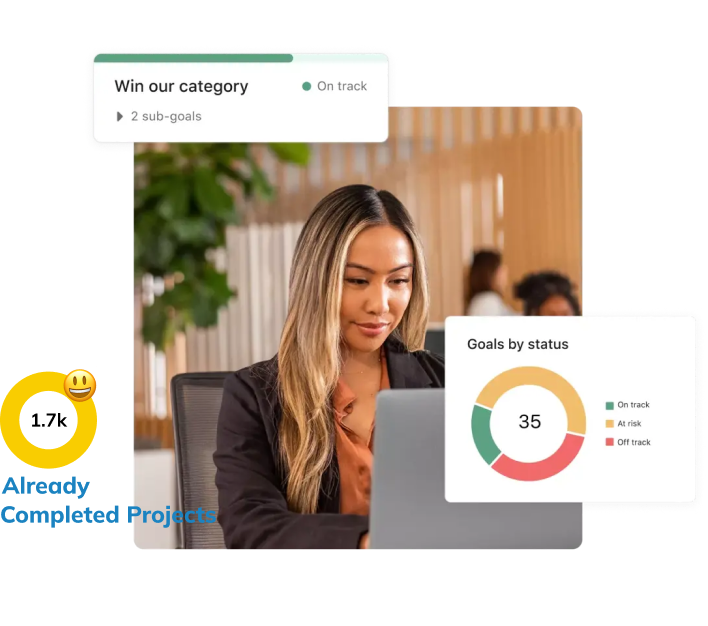 Win our category
On track
2 sub-goals
Goals by status
35
On track
At risk
Off track
1.7k
Already
Completed Projects